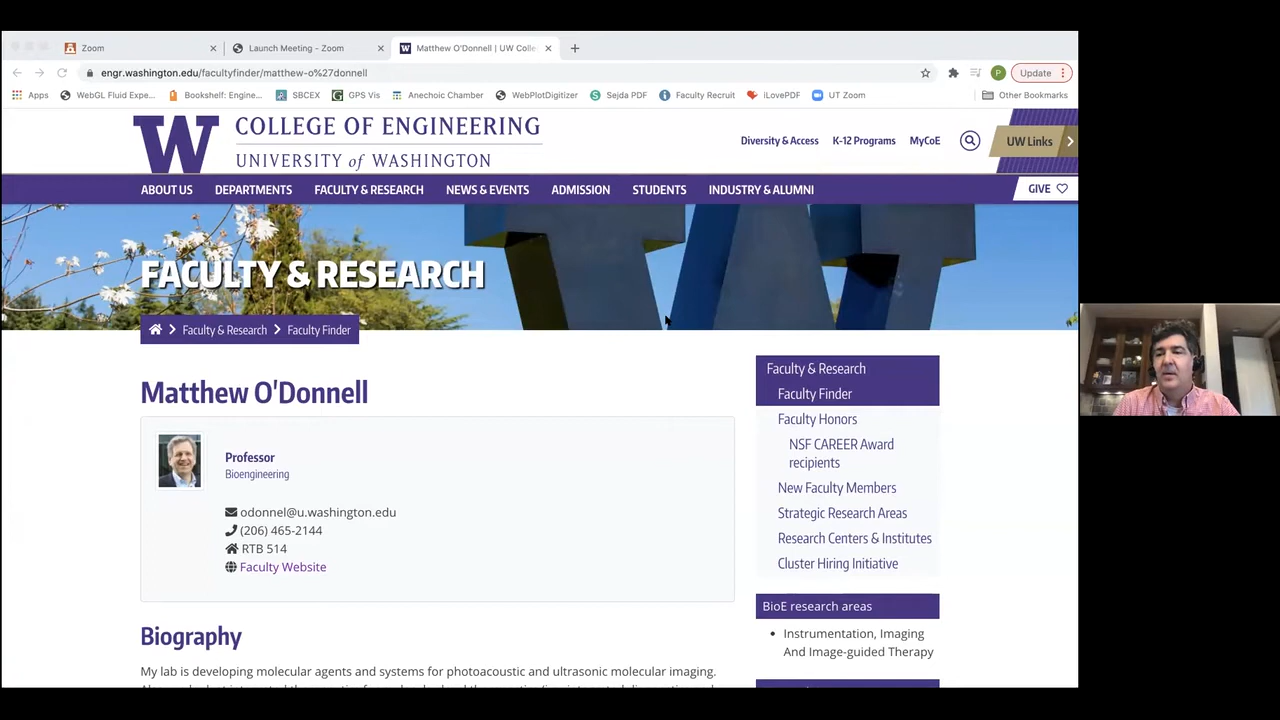 Zoom
Launch Meeting - Zoom
Matthew O'Donnell | UW Colle
engr.washington.edu/facultyfinder/matthew-o%27donnell
Update
Apps
WebGL Fluid Expe...
Bookshelf: Engine...
SBCEX
GPS Vis
Anechoic Chamber
WebPlotDigitizer
Sejda PDF
Faculty Recruit
iLovePDF
UT Zoom
Other Bookmarks
W
COLLEGE OF ENGINEERING
UNIVERSITY of WASHINGTON
Diversity & Access
K-12 Programs
MyCoE
UW Links
ABOUT US
DEPARTMENTS
FACULTY & RESEARCH
NEWS & EVENTS
ADMISSION
STUDENTS
INDUSTRY & ALUMNI
GIVE
FACULTY & RESEARCH
Faculty & Research
Faculty Finder
Matthew O'Donnell
Professor
Bioengineering
odonnel@u.washington.edu
(206) 465-2144
RTB 514
Faculty Website
Biography
My lab is developing molecular agents and systems for photoacoustic and ultrasonic molecular imaging.
Faculty & Research
Faculty Finder
Faculty Honors
NSF CAREER Award
recipients
New Faculty Members
Strategic Research Areas
Research Centers & Institutes
Cluster Hiring Initiative
BioE research areas
Instrumentation, Imaging
And Image-guided Therapy